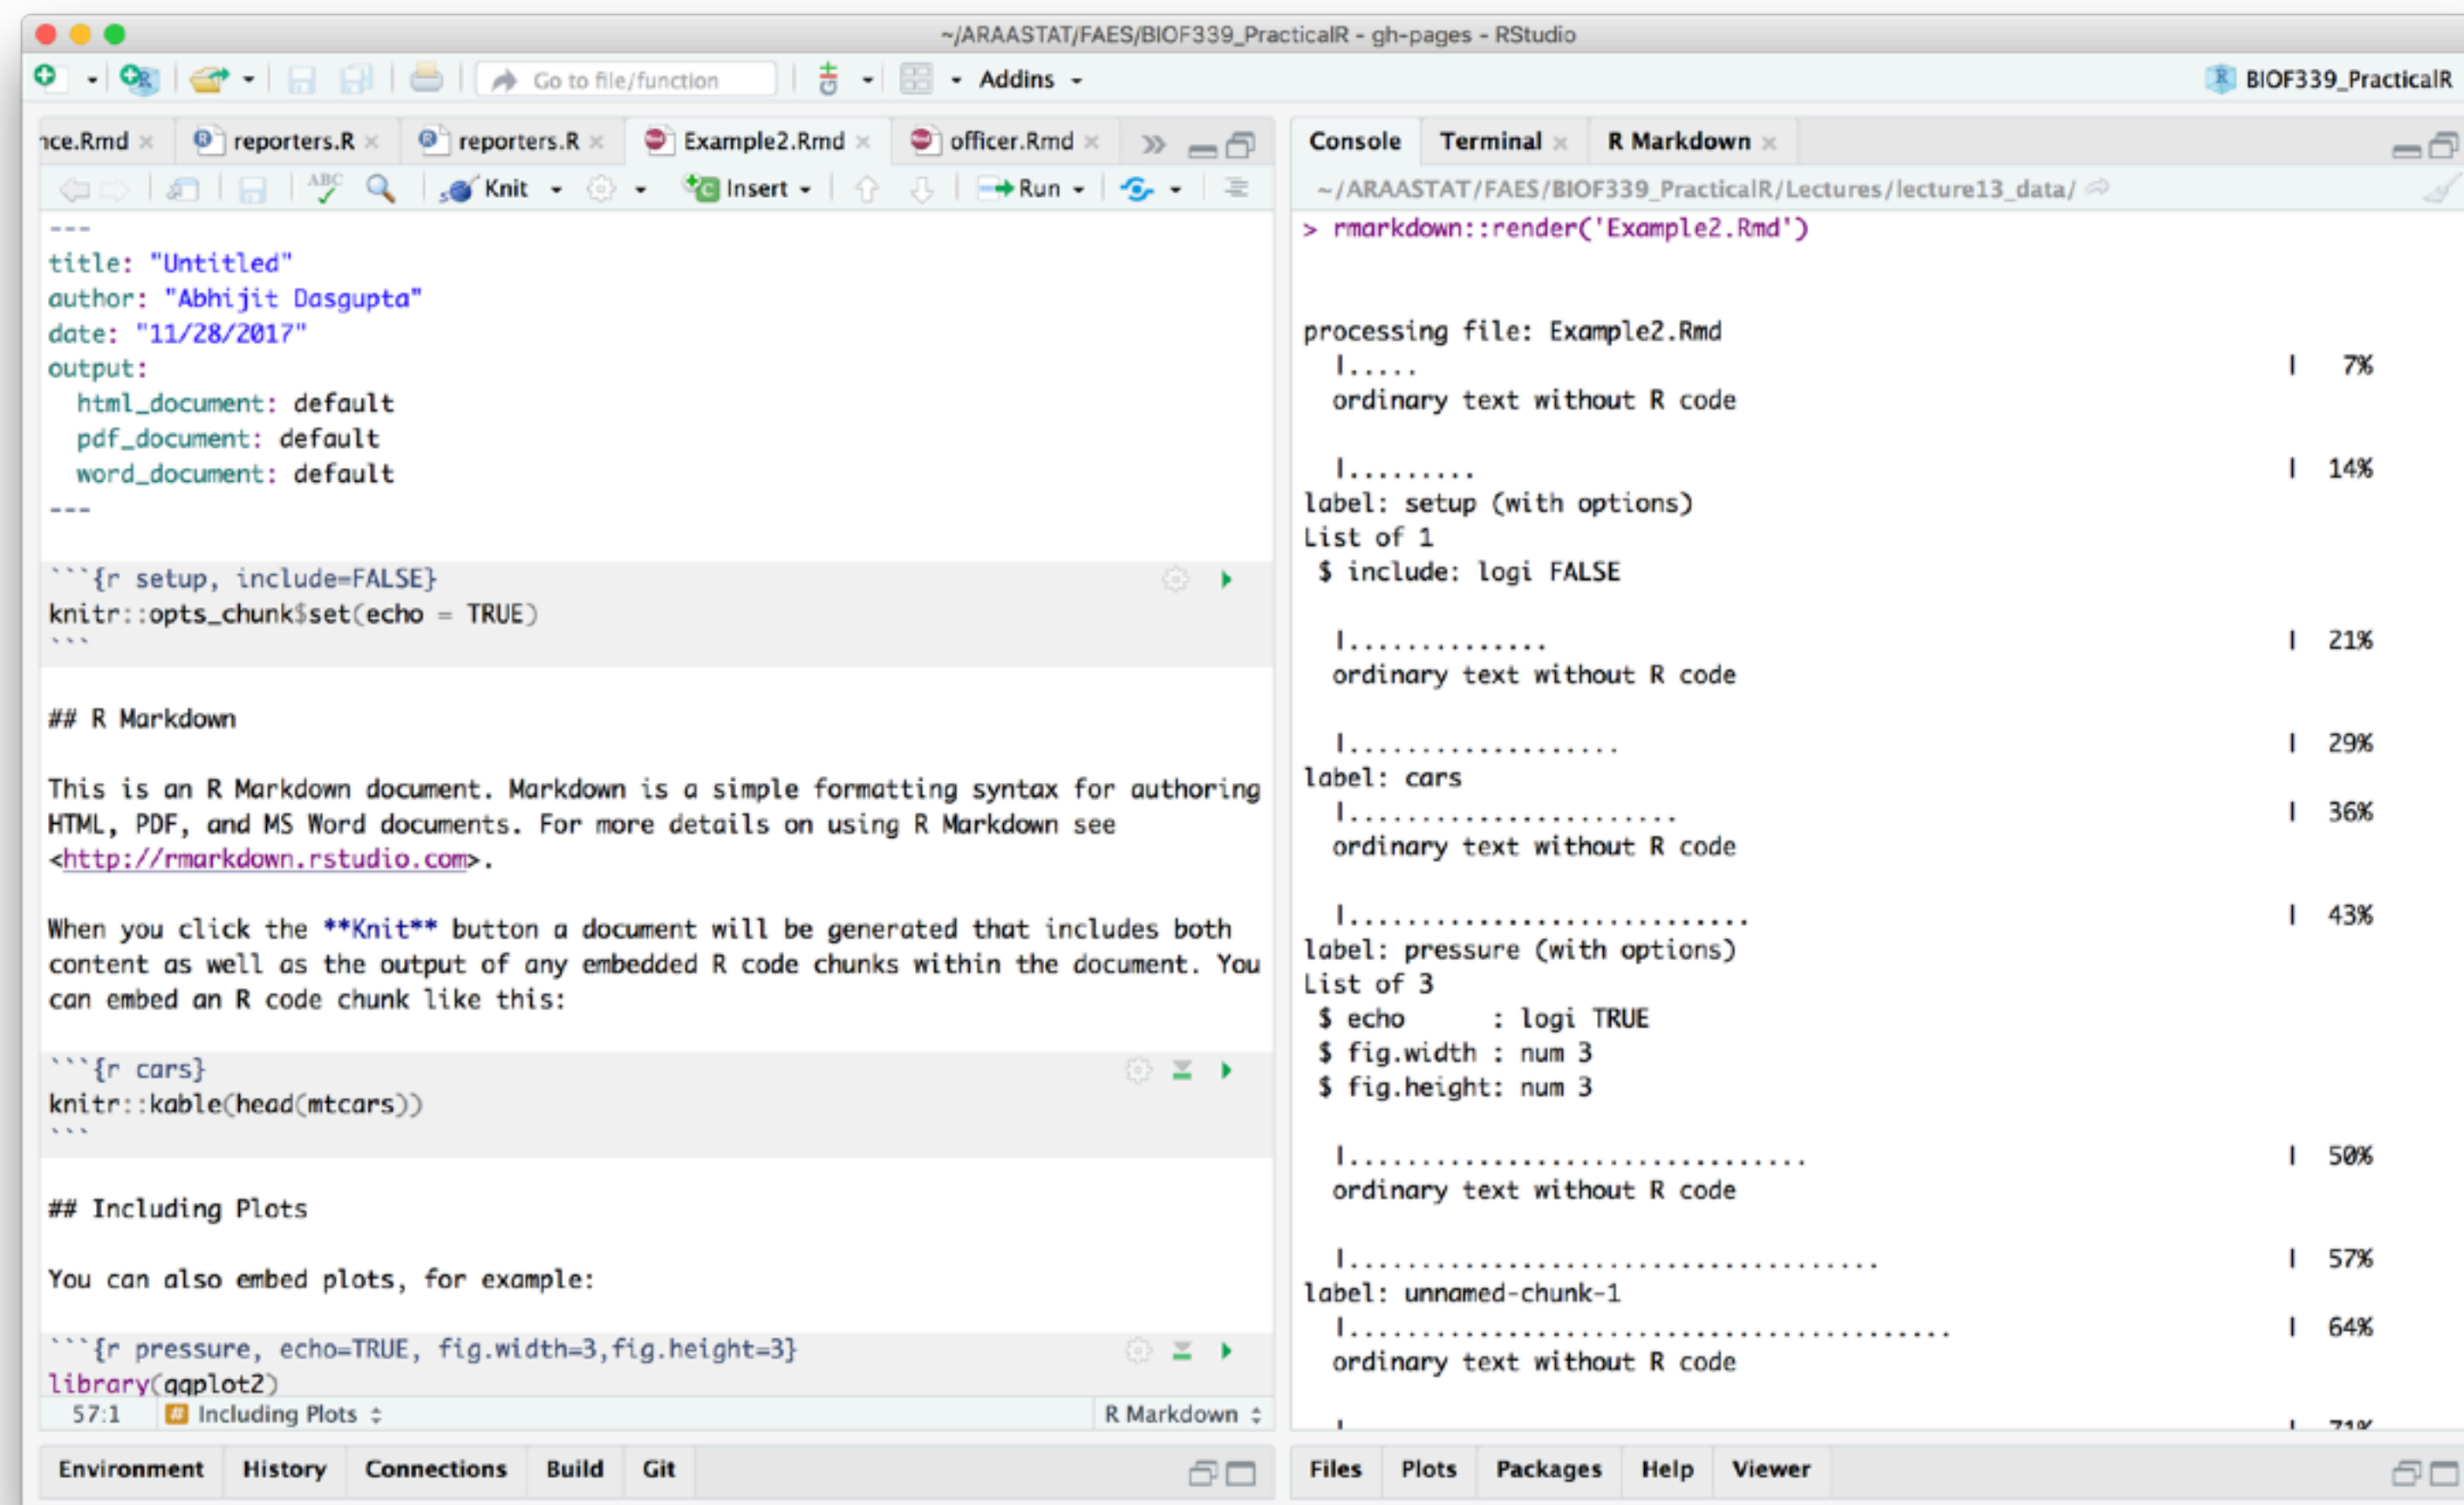 ~/ARAASTAT/FAES/BIOF339_PracticalR - gh-pages - RStudio
Go to file/function
Addins
BIOF339_PracticalR
nce.Rmd
reporters.R
reporters.R
Example2.Rmd
officer.Rmd
ABC
Knit
Insert
Run
---
title: "Untitled"
author: "Abhijit Dasgupta"
date: "11/28/2017"
output:
  html_document: default
  pdf_document: default
  word_document: default
---
```{r setup, include=FALSE}
knitr::opts_chunk$set(echo = TRUE)
```
## R Markdown
This is an R Markdown document. Markdown is a simple formatting syntax for authoring
HTML, PDF, and MS Word documents. For more details on using R Markdown see
<http://rmarkdown.rstudio.com>.
When you click the **Knit** button a document will be generated that includes both
content as well as the output of any embedded R code chunks within the document. You
can embed an R code chunk like this:
```{r cars}
knitr::kable(head(mtcars))
```
## Including Plots
You can also embed plots, for example:
```{r pressure, echo=TRUE, fig.width=3,fig.height=3}
library(ggplot2)
57:1
Including Plots
R Markdown
Environment
History
Connections
Build
Git
Console
Terminal
R Markdown
~/ARAASTAT/FAES/BIOF339_PracticalR/Lectures/lecture13_data/
> rmarkdown::render('Example2.Rmd')
processing file: Example2.Rmd
  |..... | 7%
  ordinary text without R code
  |......... | 14%
label: setup (with options)
List of 1
 $ include: logi FALSE
  |.............. | 21%
  ordinary text without R code
  |................... | 29%
label: cars
  |....................... | 36%
  ordinary text without R code
  |............................ | 43%
label: pressure (with options)
List of 3
 $ echo      : logi TRUE
 $ fig.width : num 3
 $ fig.height: num 3
  |................................ | 50%
  ordinary text without R code
  |..................................... | 57%
label: unnamed-chunk-1
  |.......................................... | 64%
  ordinary text without R code
  | | 71%
Files
Plots
Packages
Help
Viewer